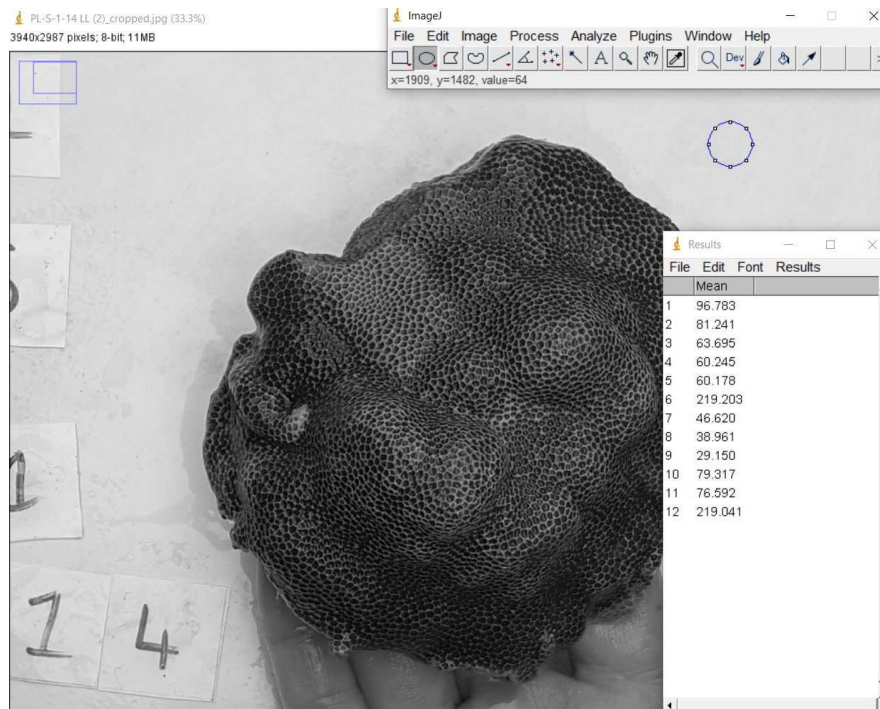 PL-S-1-14 LL (2)_cropped.jpg (33.3%)
3940x2987 pixels; 8-bit; 11MB
ImageJ
File Edit Image Process Analyze Plugins Window Help
A Dev
x=1909, y=1482, value=64
Results
File Edit Font Results
Mean
1 96.783
2 81.241
3 63.695
4 60.245
5 60.178
6 219.203
7 46.620
8 38.961
9 29.150
10 79.317
11 76.592
12 219.041
1 4